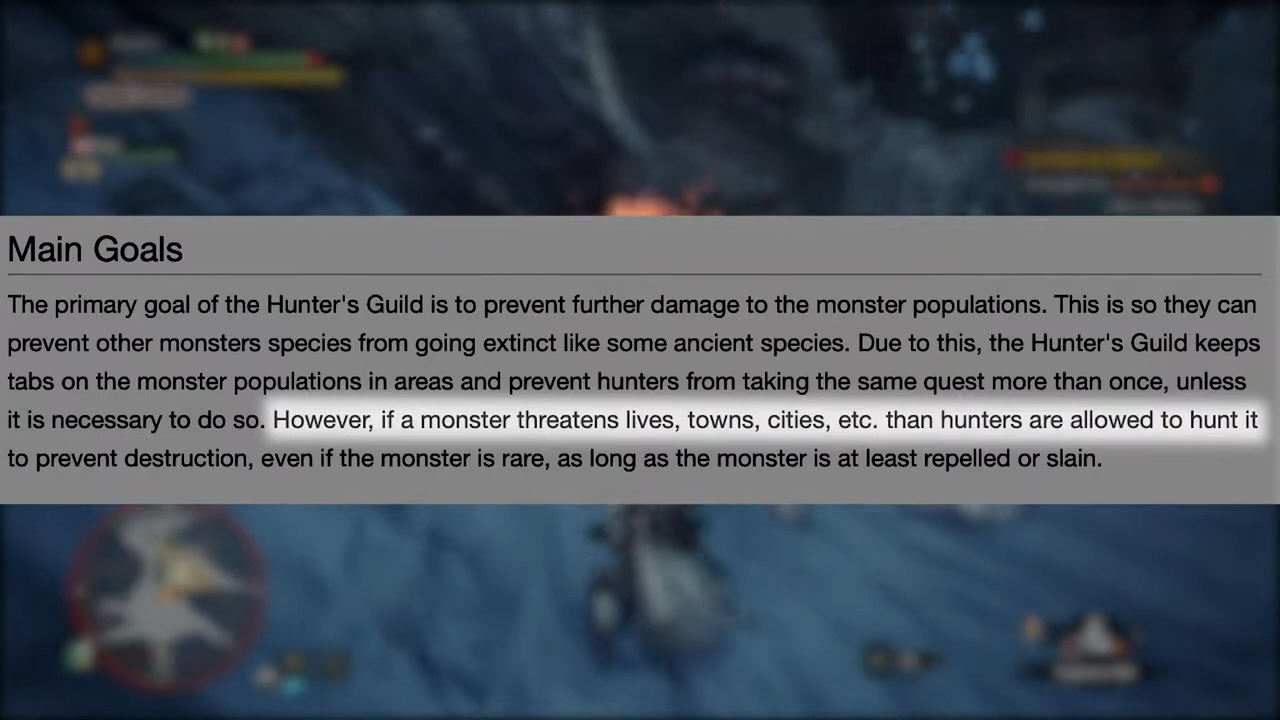 Main Goals
The primary goal of the Hunter's Guild is to prevent further damage to the monster populations. This is so they can
prevent other monsters species from going extinct like some ancient species. Due to this, the Hunter's Guild keeps
tabs on the monster populations in areas and prevent hunters from taking the same quest more than once, unless
it is necessary to do so. However, if a monster threatens lives, towns, cities, etc. than hunters are allowed to hunt it
to prevent destruction, even if the monster is rare, as long as the monster is at least repelled or slain.